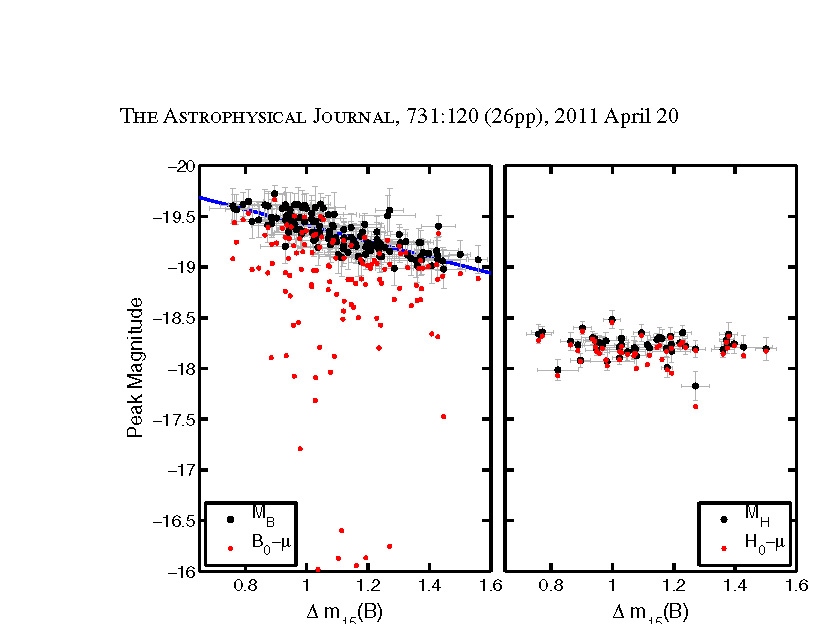 THE ASTROPHYSICAL JOURNAL, 731:120 (26pp), 2011 April 20
−20
−19.5
−19
−18.5
−18
−17.5
−17
−16.5
−16
Peak Magnitude
M_B
B_0−μ
M_H
H_0−μ
0.8 1 1.2 1.4 1.6
0.8 1 1.2 1.4 1.6
Δ m_15(B)
Δ m_15(B)